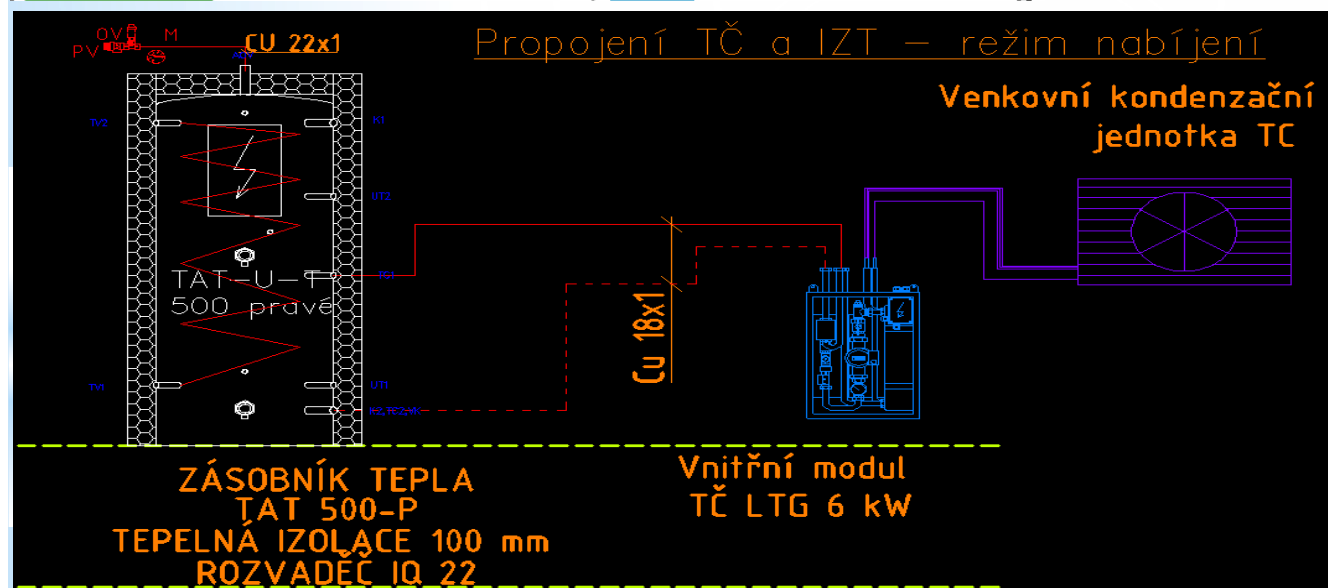 OV M
PV
CU 22x1
Propojení TČ a IZT – režim nabíjení
Venkovní kondenzační
jednotka TC
TV2
K1
UT2
TAT-U-T
500 pravé
TČ1
Cu 18x1
TV1
UT1
ZÁSOBNÍK TEPLA
TAT 500-P
TEPELNÁ IZOLACE 100 mm
ROZVADĚČ IQ 22
Vnitřní modul
TČ LTG 6 kW